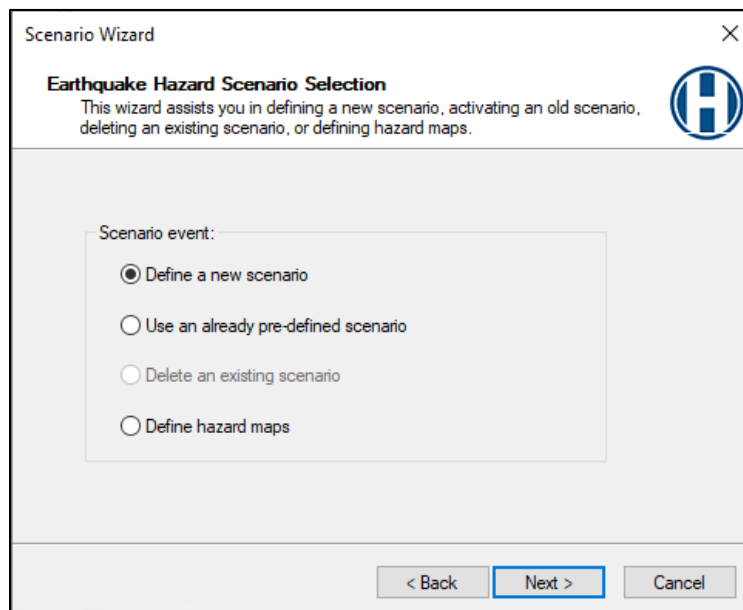 Scenario Wizard
Earthquake Hazard Scenario Selection
This wizard assists you in defining a new scenario, activating an old scenario,
deleting an existing scenario, or defining hazard maps.
Scenario event:
Define a new scenario
Use an already pre-defined scenario
Delete an existing scenario
Define hazard maps
< Back Next > Cancel